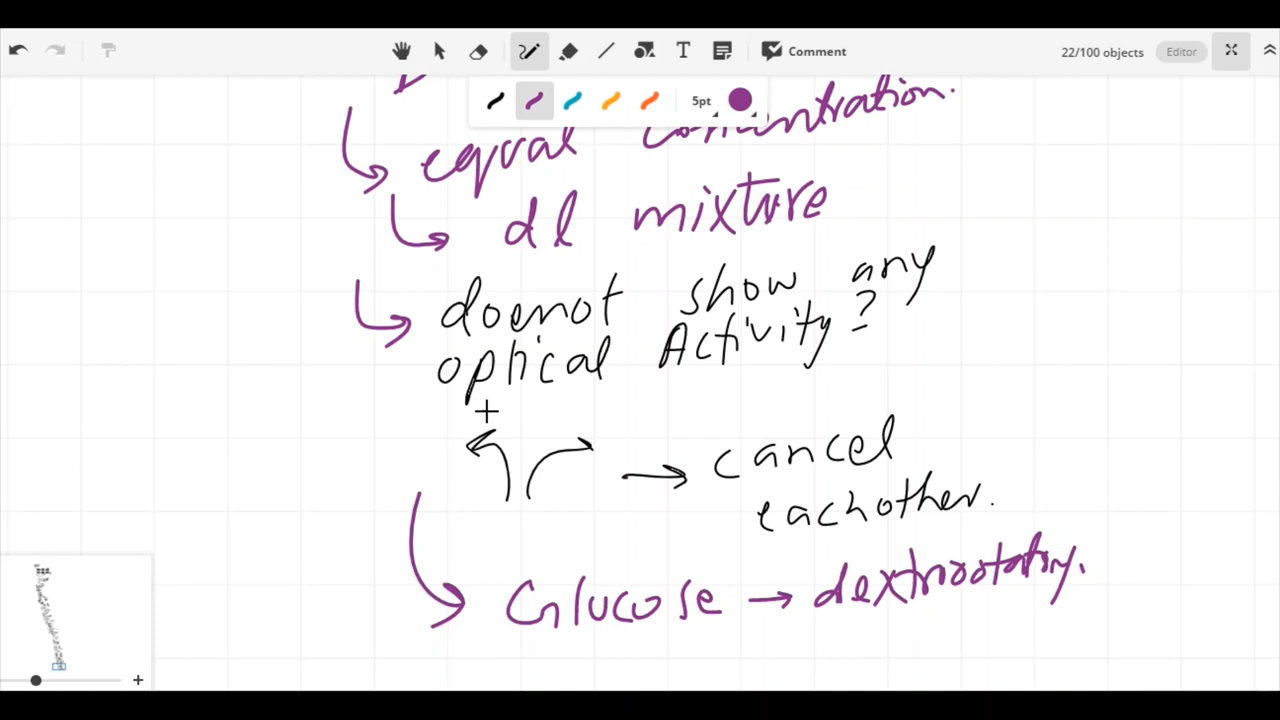 Comment
22/100 objects
Editor
5pt
equal concentration.
dl mixture
doenot show any
optical Activity?
cancel
eachother.
Glucose → dextrorotatory.